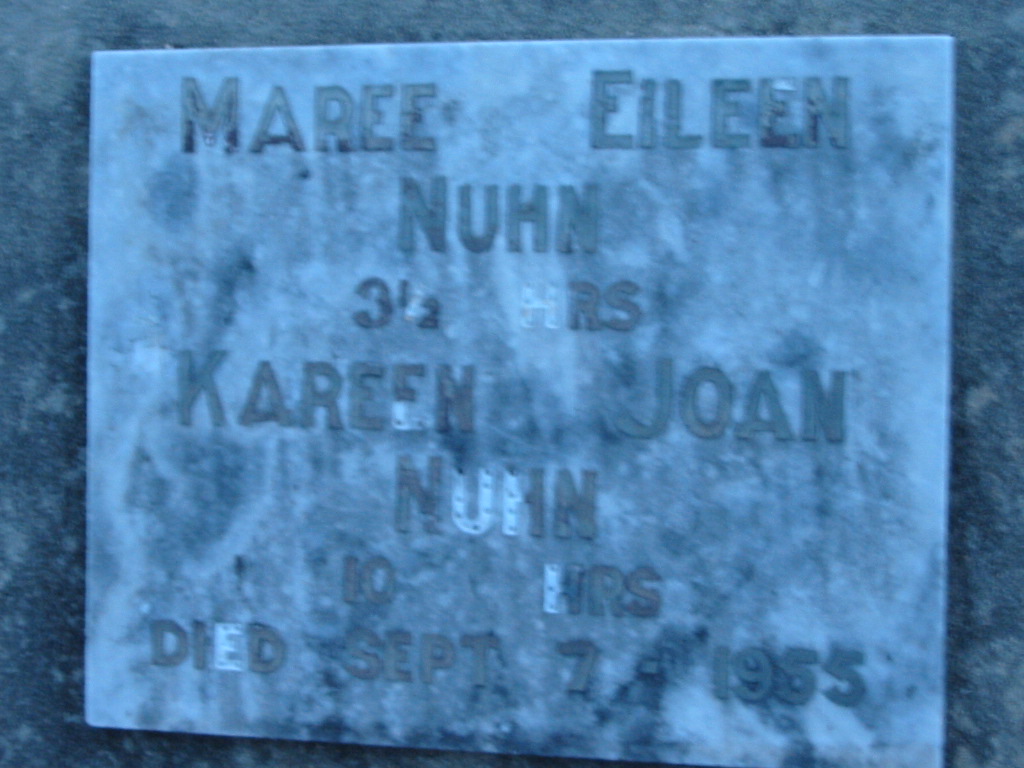 MAREE EILEEN
NUHN
3½ HRS
KAREEN JOAN
NUHN
10 HRS
DIED SEPT 7 - 1955